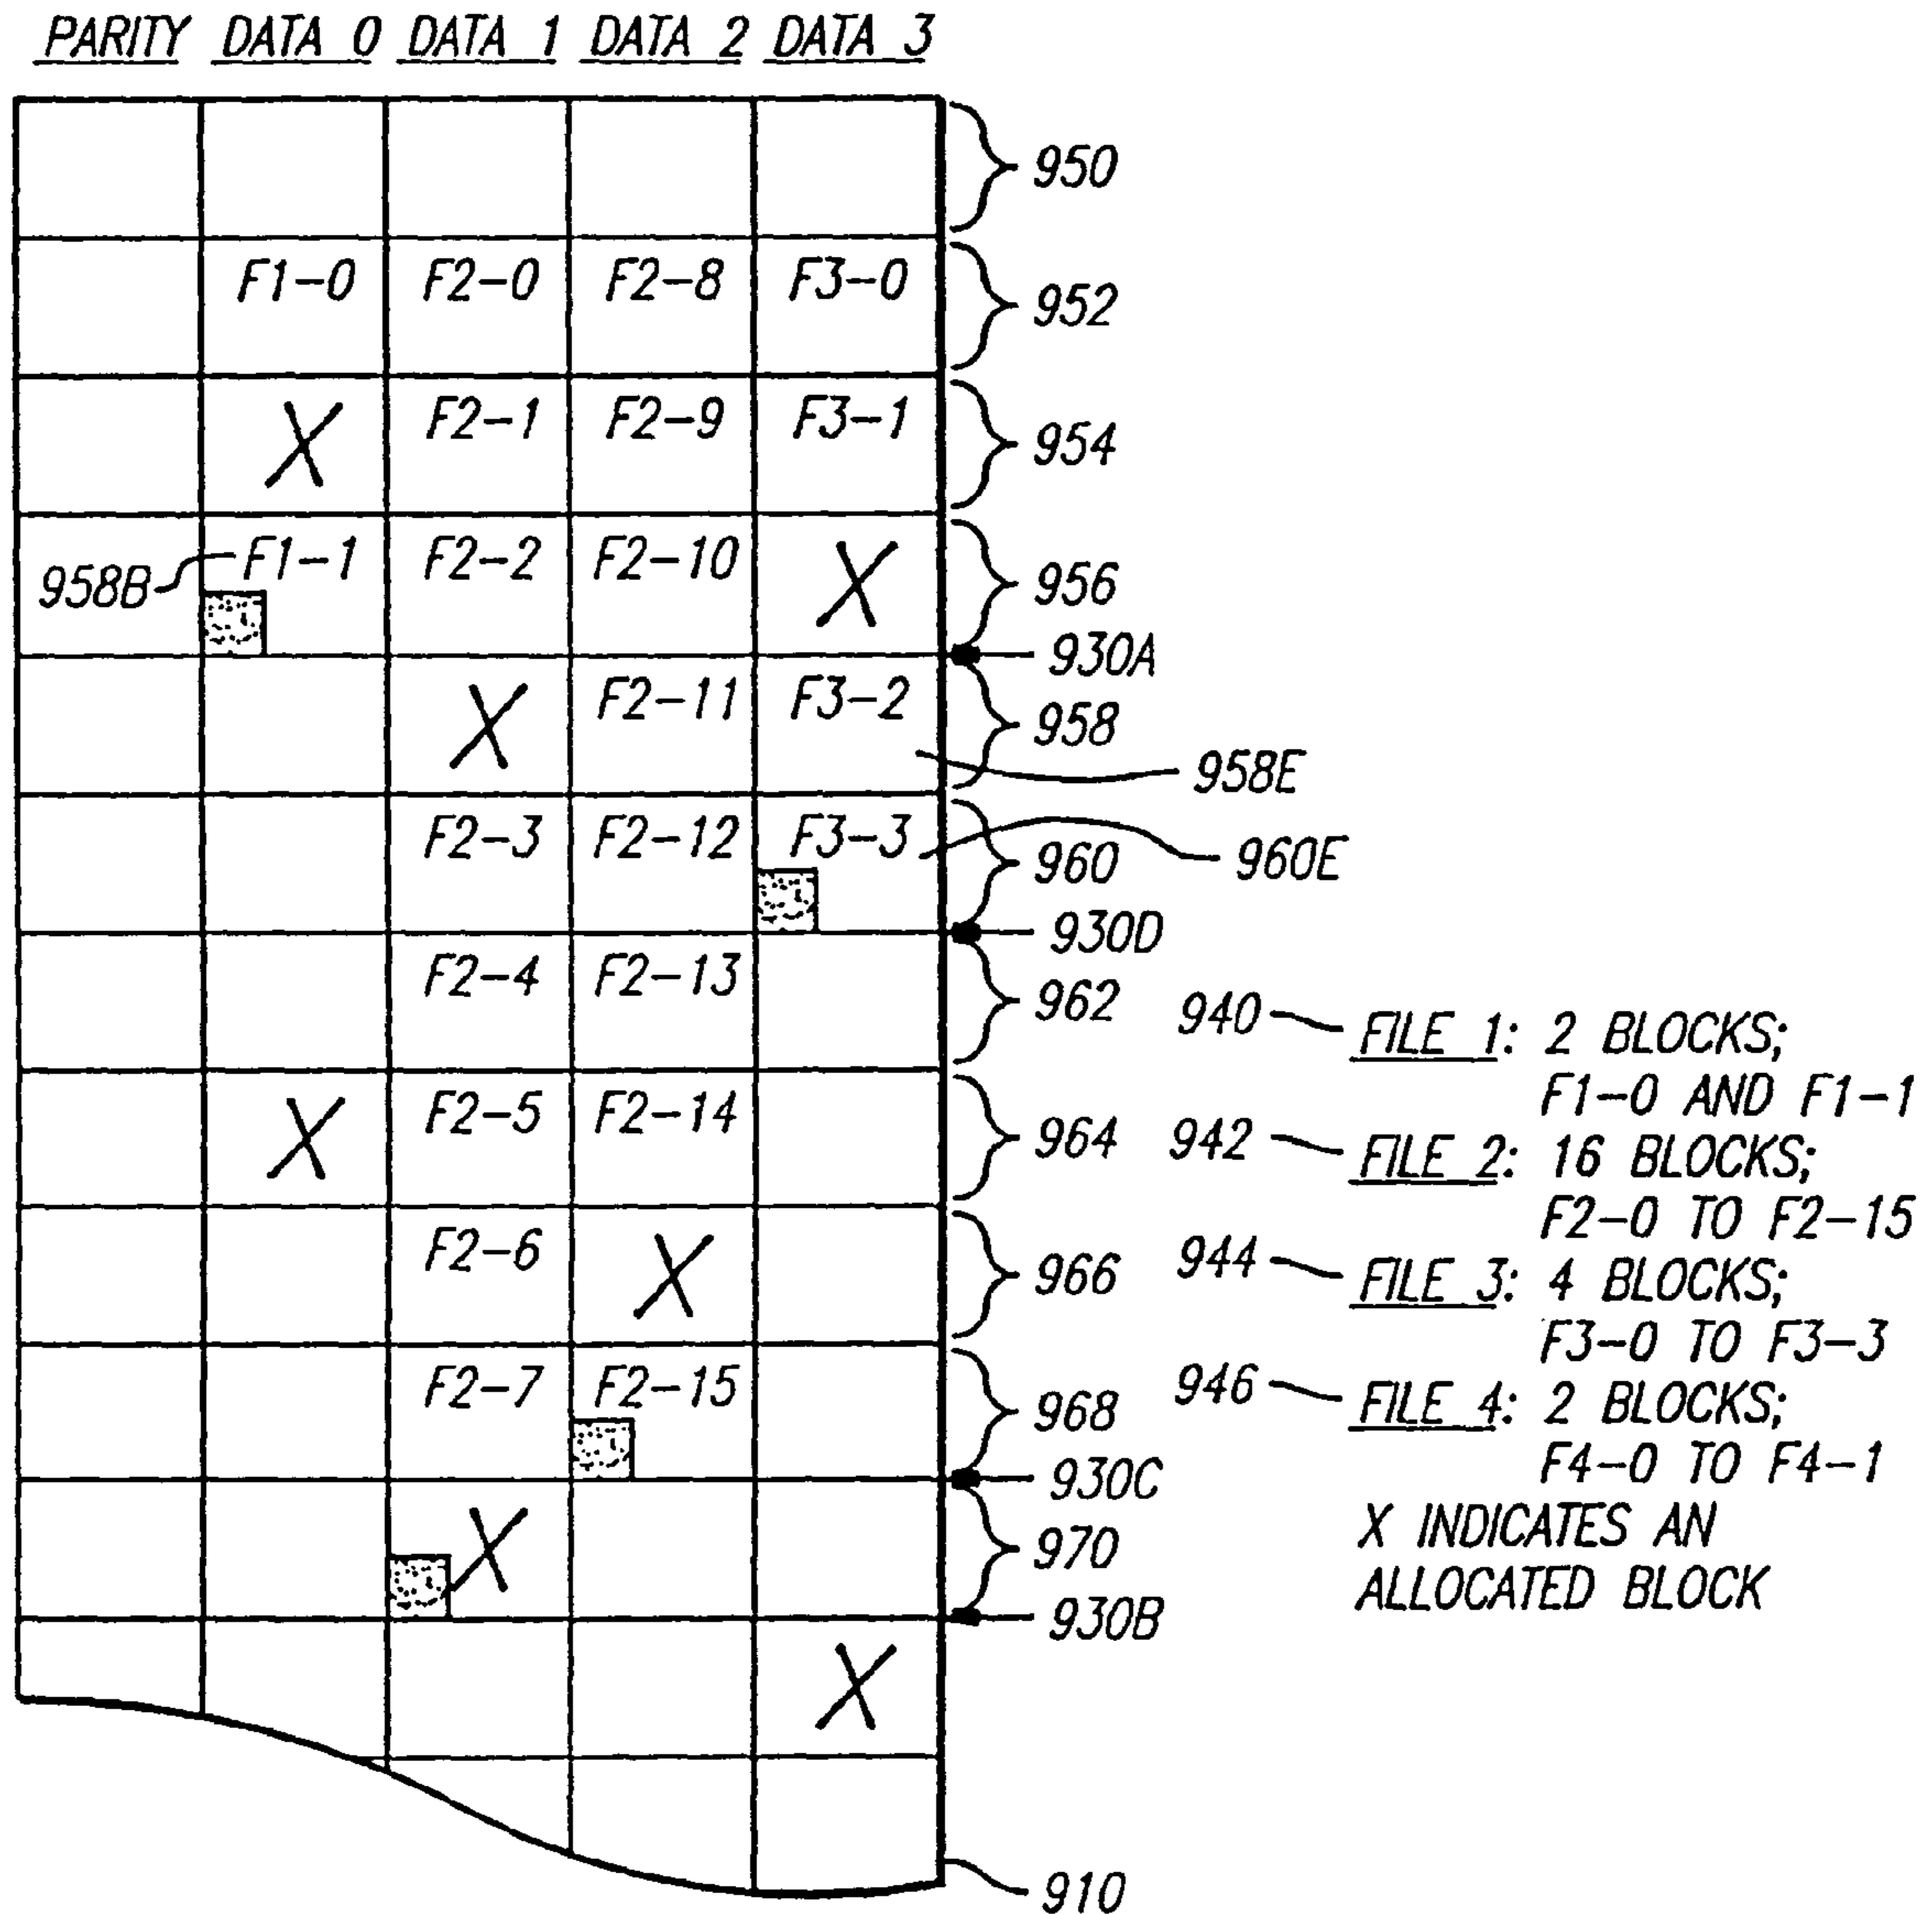 PARITY DATA 0 DATA 1 DATA 2 DATA 3
950
F1-0 F2-0 F2-8 F3-0 952
X F2-1 F2-9 F3-1 954
958B F1-1 F2-2 F2-10 X 956
930A
X F2-11 F3-2 958
958E
F2-3 F2-12 F3-3 960 960E
930D
F2-4 F2-13 962
X F2-5 F2-14 964
F2-6 X 966
F2-7 F2-15 968
930C
X 970
930B
X
910
940 FILE 1: 2 BLOCKS;
F1-0 AND F1-1
942 FILE 2: 16 BLOCKS;
F2-0 TO F2-15
944 FILE 3: 4 BLOCKS;
F3-0 TO F3-3
946 FILE 4: 2 BLOCKS;
F4-0 TO F4-1
X INDICATES AN
ALLOCATED BLOCK